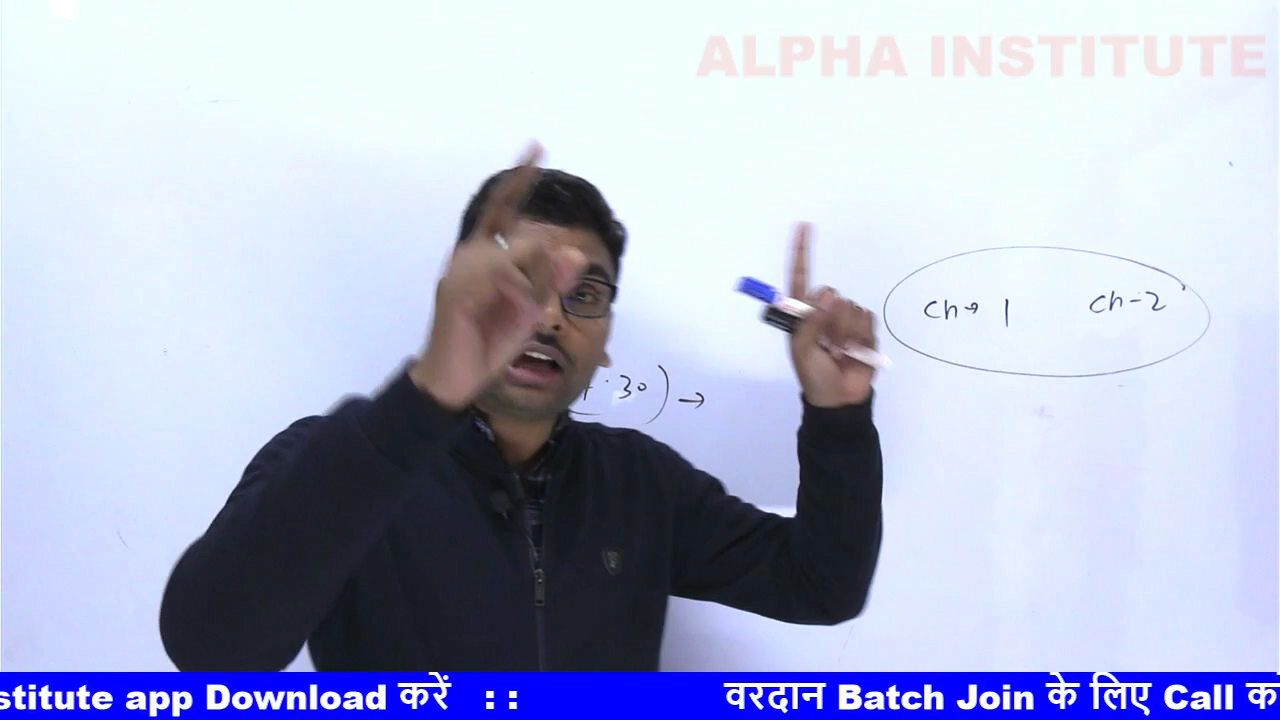 ALPHA INSTITUTE
Ch → 1 Ch-2
: 30) →
stitute app Download करें : : वरदान Batch Join के लिए Call